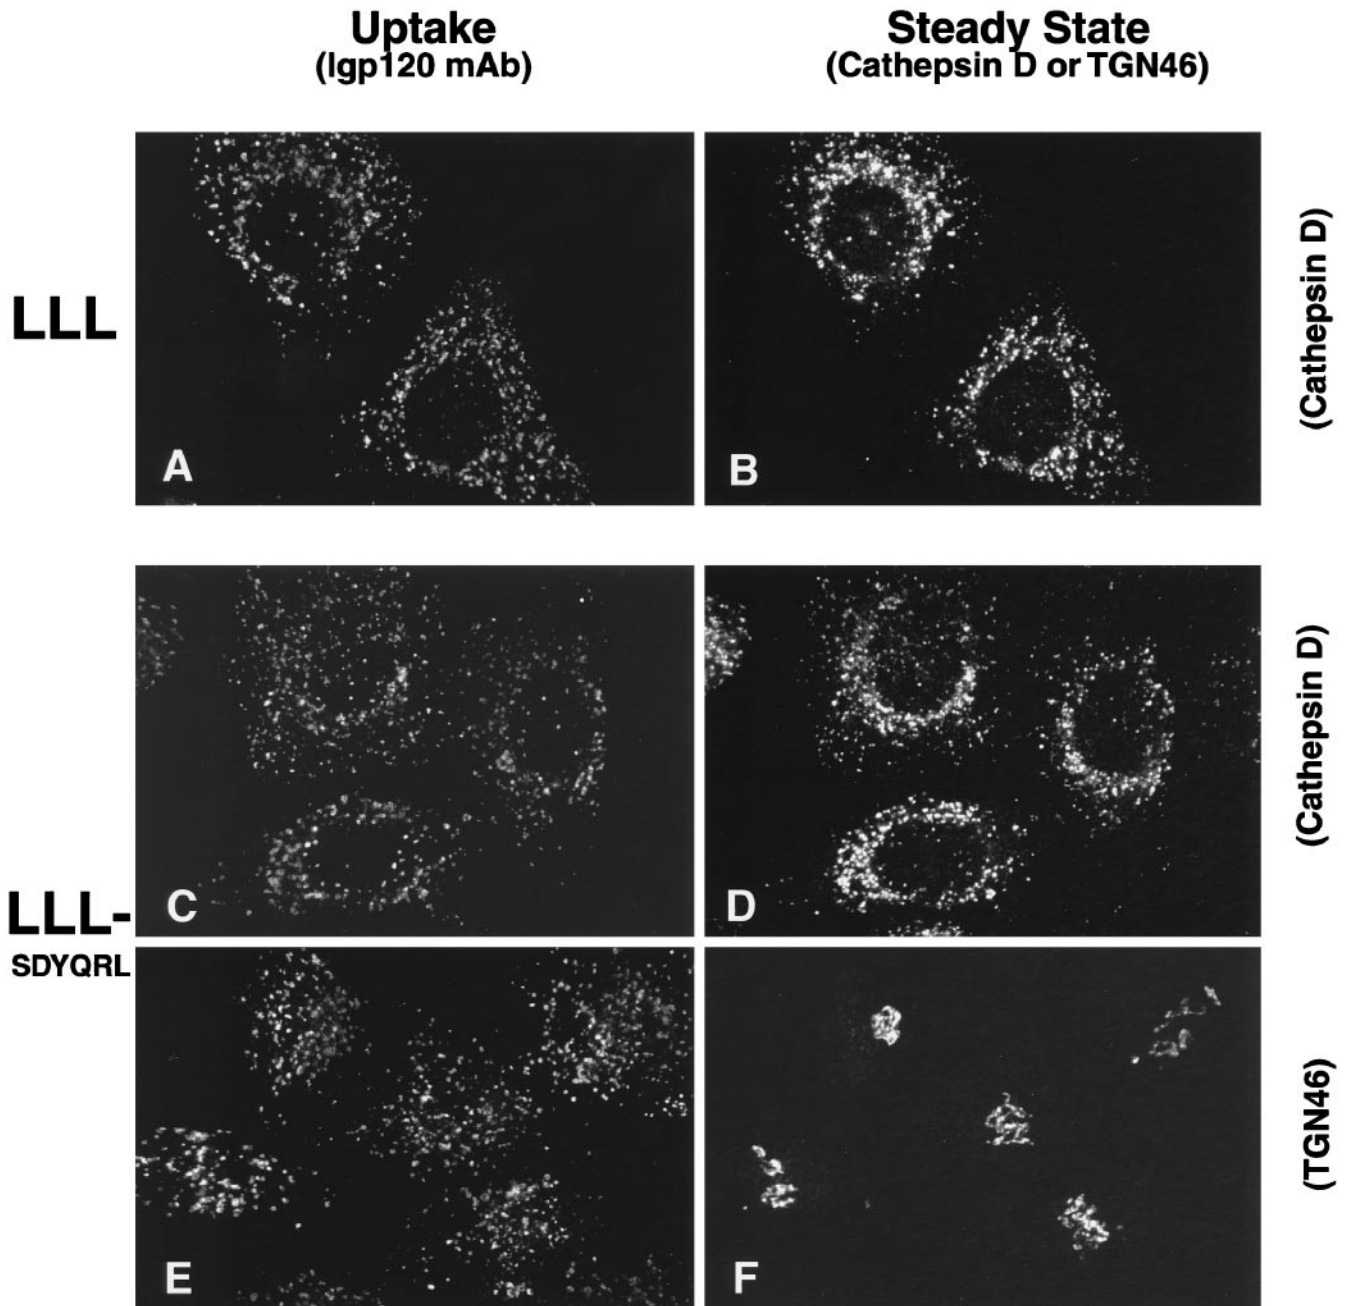 Uptake
(lgp120 mAb)
Steady State
(Cathepsin D or TGN46)
LLL
A
B
(Cathepsin D)
LLL-
SDYQRL
C
D
(Cathepsin D)
E
F
(TGN46)